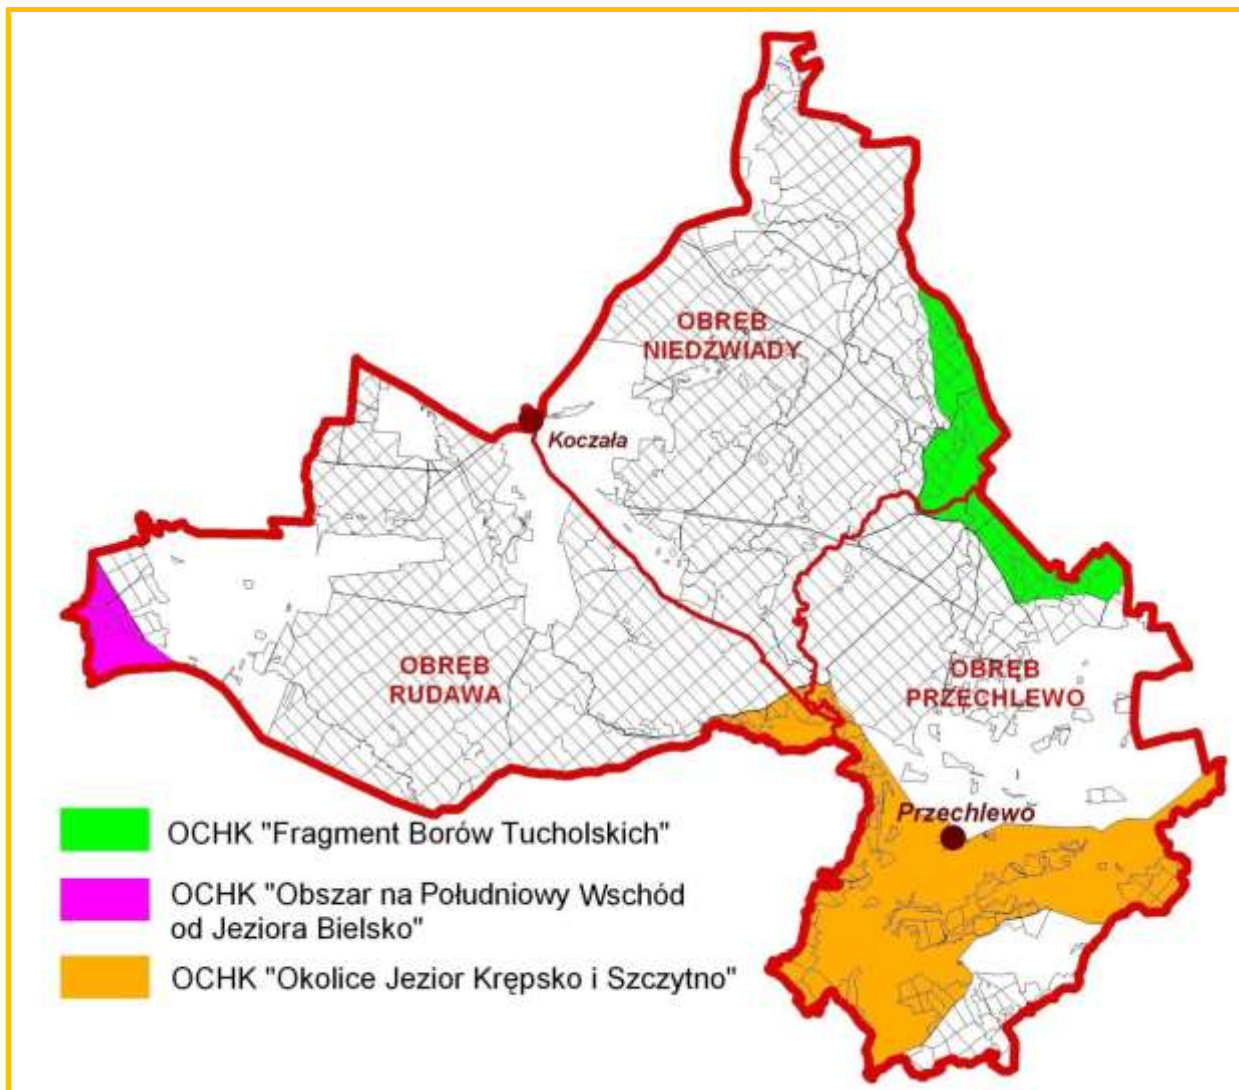 OBRĘB
NIEDŹWIADY
Koczała
OBRĘB
RUDAWA
OBRĘB
PRZECHLEWO
Przechlewo
OCHK "Fragment Borów Tucholskich"
OCHK "Obszar na Południowy Wschód
od Jeziora Bielsko"
OCHK "Okolice Jezior Krępsko i Szczytno"